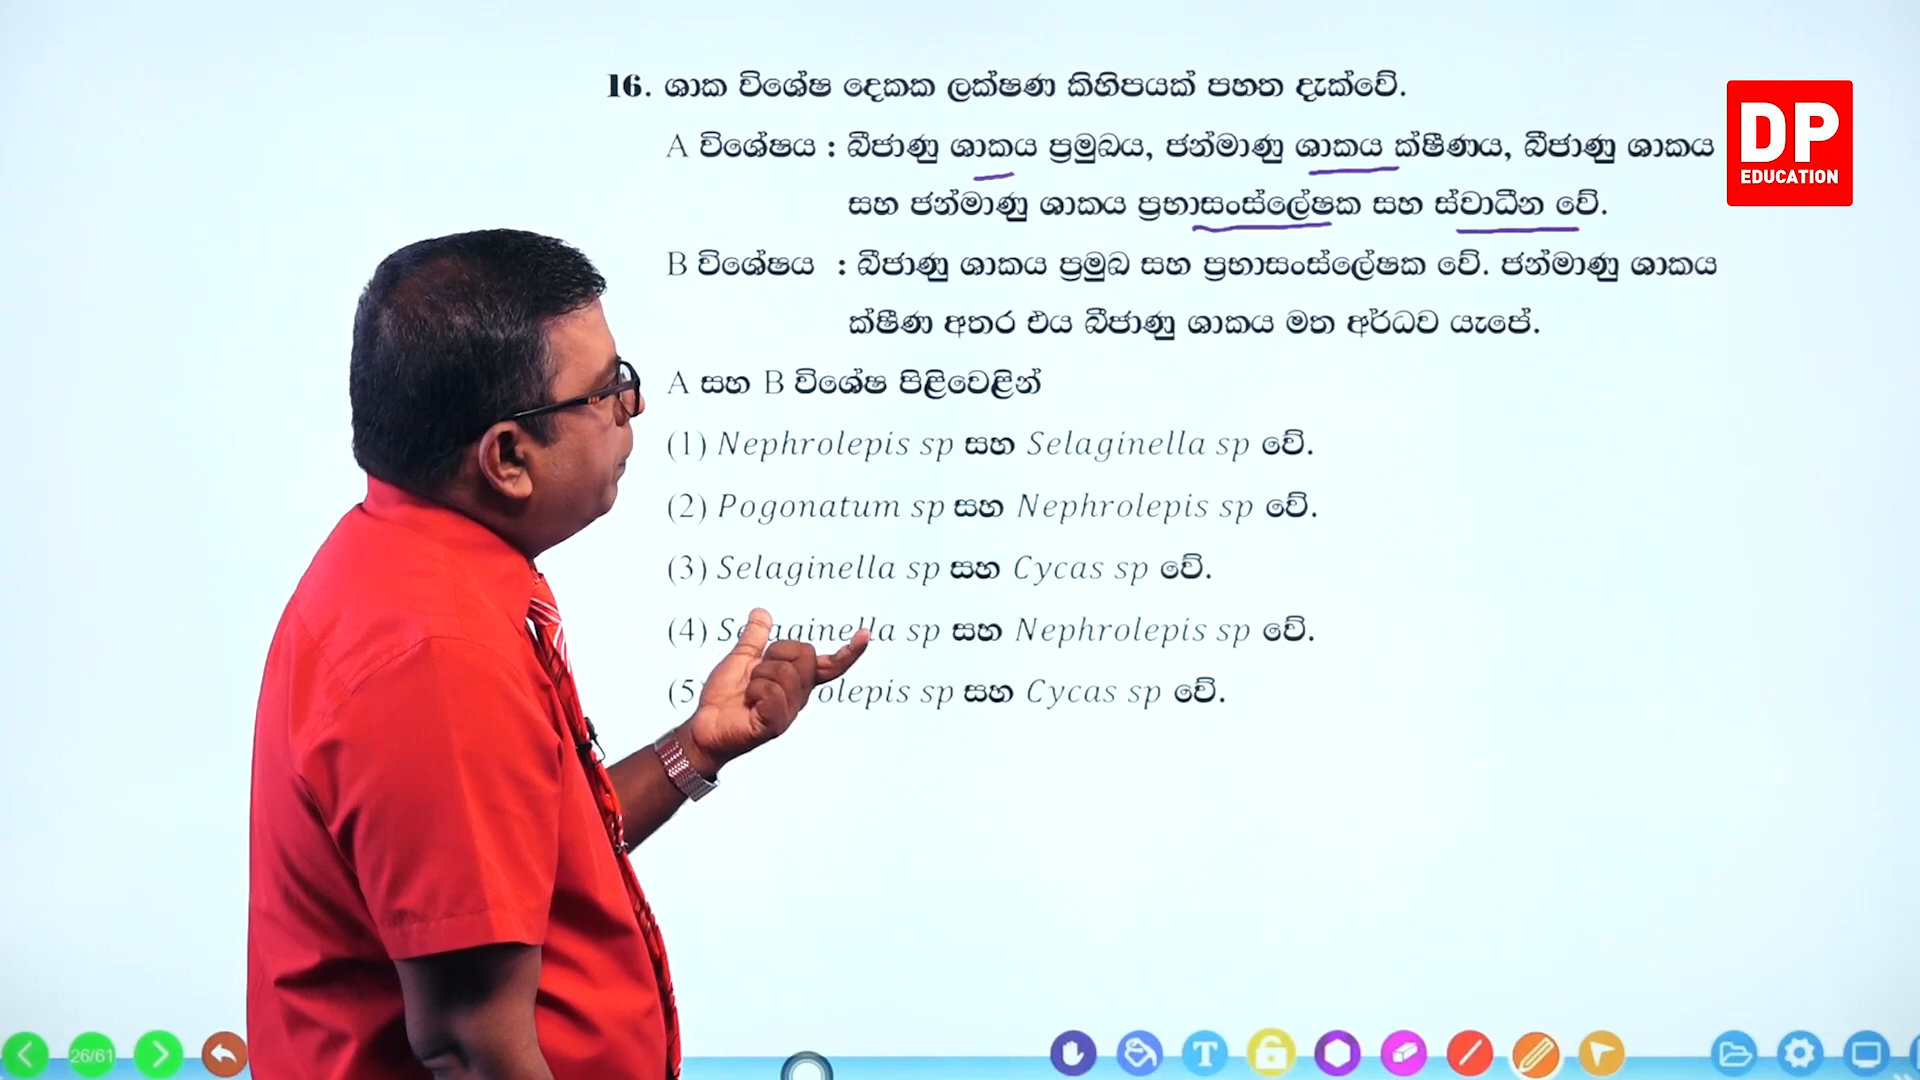 16. ශාක විශේෂ දෙකක ලක්ෂණ කිහිපයක් පහත දැක්වේ.
A විශේෂය : බීජාණු ශාකය ප්‍රමුඛය, ජන්මාණු ශාකය ක්ෂීණය, බීජාණු ශාකය
සහ ජන්මාණු ශාකය ප්‍රභාසංස්ලේෂක සහ ස්වාධීන වේ.
B විශේෂය : බීජාණු ශාකය ප්‍රමුඛ සහ ප්‍රභාසංස්ලේෂක වේ. ජන්මාණු ශාකය
ක්ෂීණ අතර එය බීජාණු ශාකය මත අර්ධව යැපේ.
A සහ B විශේෂ පිළිවෙළින්
(1) Nephrolepis sp සහ Selaginella sp වේ.
(2) Pogonatum sp සහ Nephrolepis sp වේ.
(3) Selaginella sp සහ Cycas sp වේ.
(4) Selaginella sp සහ Nephrolepis sp වේ.
(5) sp සහ Cycas sp වේ.
DP
EDUCATION
26/61
T